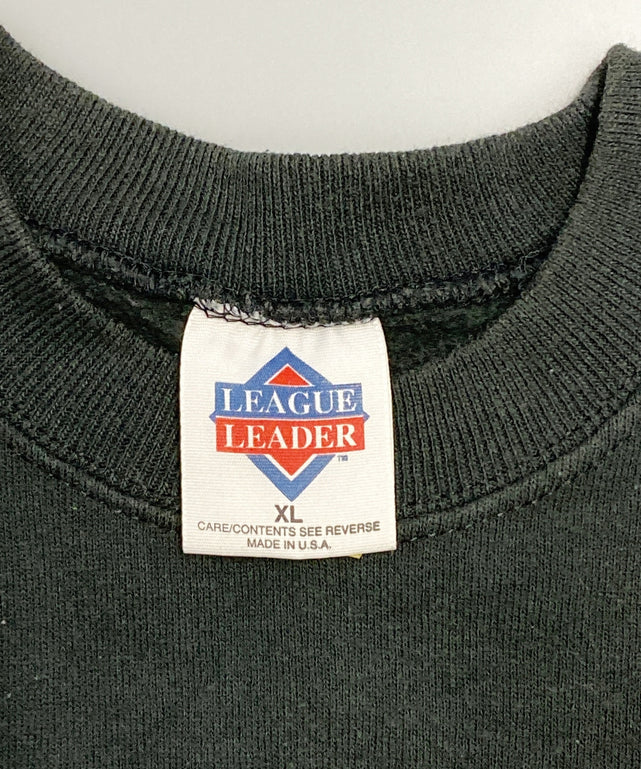 LEAGUE
LEADER
TM
XL
CARE/CONTENTS SEE REVERSE
MADE IN U.S.A.